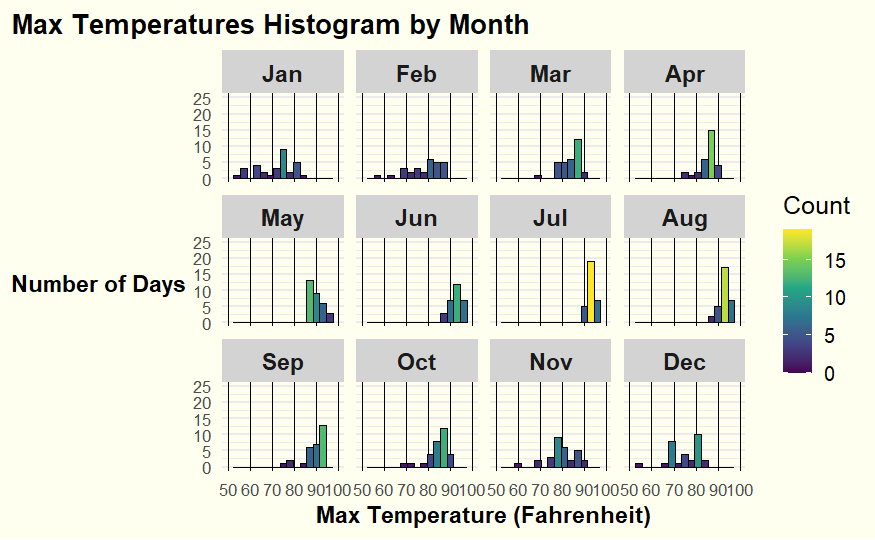 Max Temperatures Histogram by Month
Jan Feb Mar Apr
25
20
15
10
5
0
May Jun Jul Aug
25
20
15
10
5
0
Number of Days
Sep Oct Nov Dec
25
20
15
10
5
0
50 60 70 80 90 100 50 60 70 80 90 100 50 60 70 80 90 100 50 60 70 80 90 100
Max Temperature (Fahrenheit)
Count
15
10
5
0